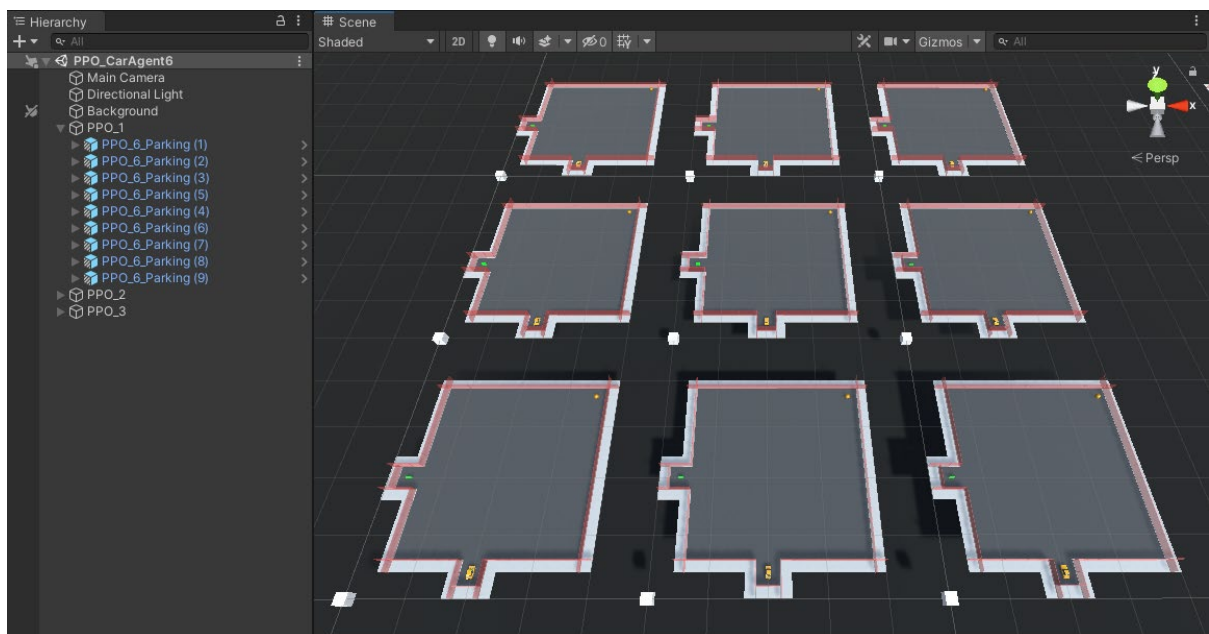 Hierarchy
All
PPO_CarAgent6
Main Camera
Directional Light
Background
PPO_1
PPO_6_Parking (1)
PPO_6_Parking (2)
PPO_6_Parking (3)
PPO_6_Parking (5)
PPO_6_Parking (4)
PPO_6_Parking (6)
PPO_6_Parking (7)
PPO_6_Parking (8)
PPO_6_Parking (9)
PPO_2
PPO_3
# Scene
Shaded 2D 0 Gizmos All
y
x
< Persp